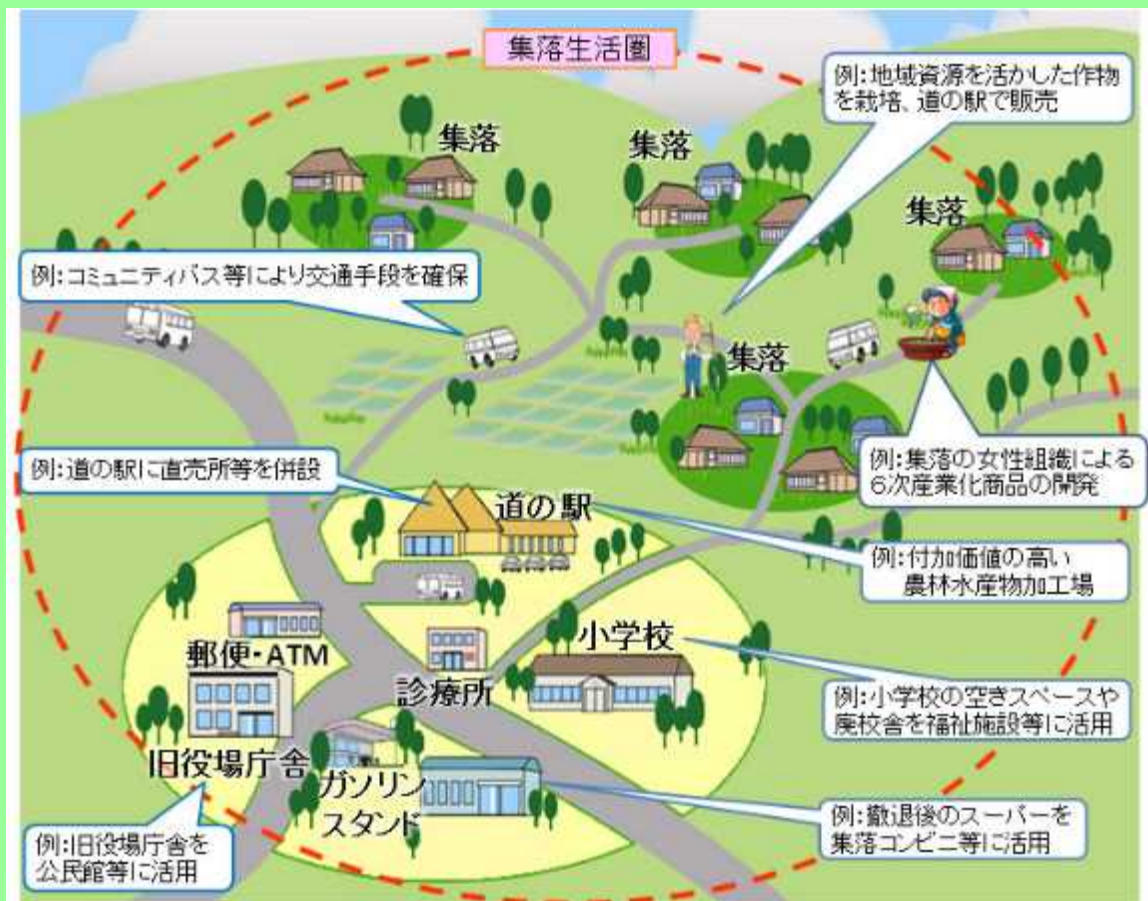 集落生活圏
例:地域資源を活かした作物
を栽培、道の駅で販売
集落
集落
集落
例:コミュニティバス等により交通手段を確保
集落
例:集落の女性組織による
6次産業化商品の開発
例:道の駅に直売所等を併設
道の駅
例:付加価値の高い
農林水産物加工場
郵便・ATM
診療所
小学校
例:小学校の空きスペースや
廃校舎を福祉施設等に活用
旧役場庁舎
ガソリン
スタンド
例:撤退後のスーパーを
集落コンビニ等に活用
例:旧役場庁舎を
公民館等に活用